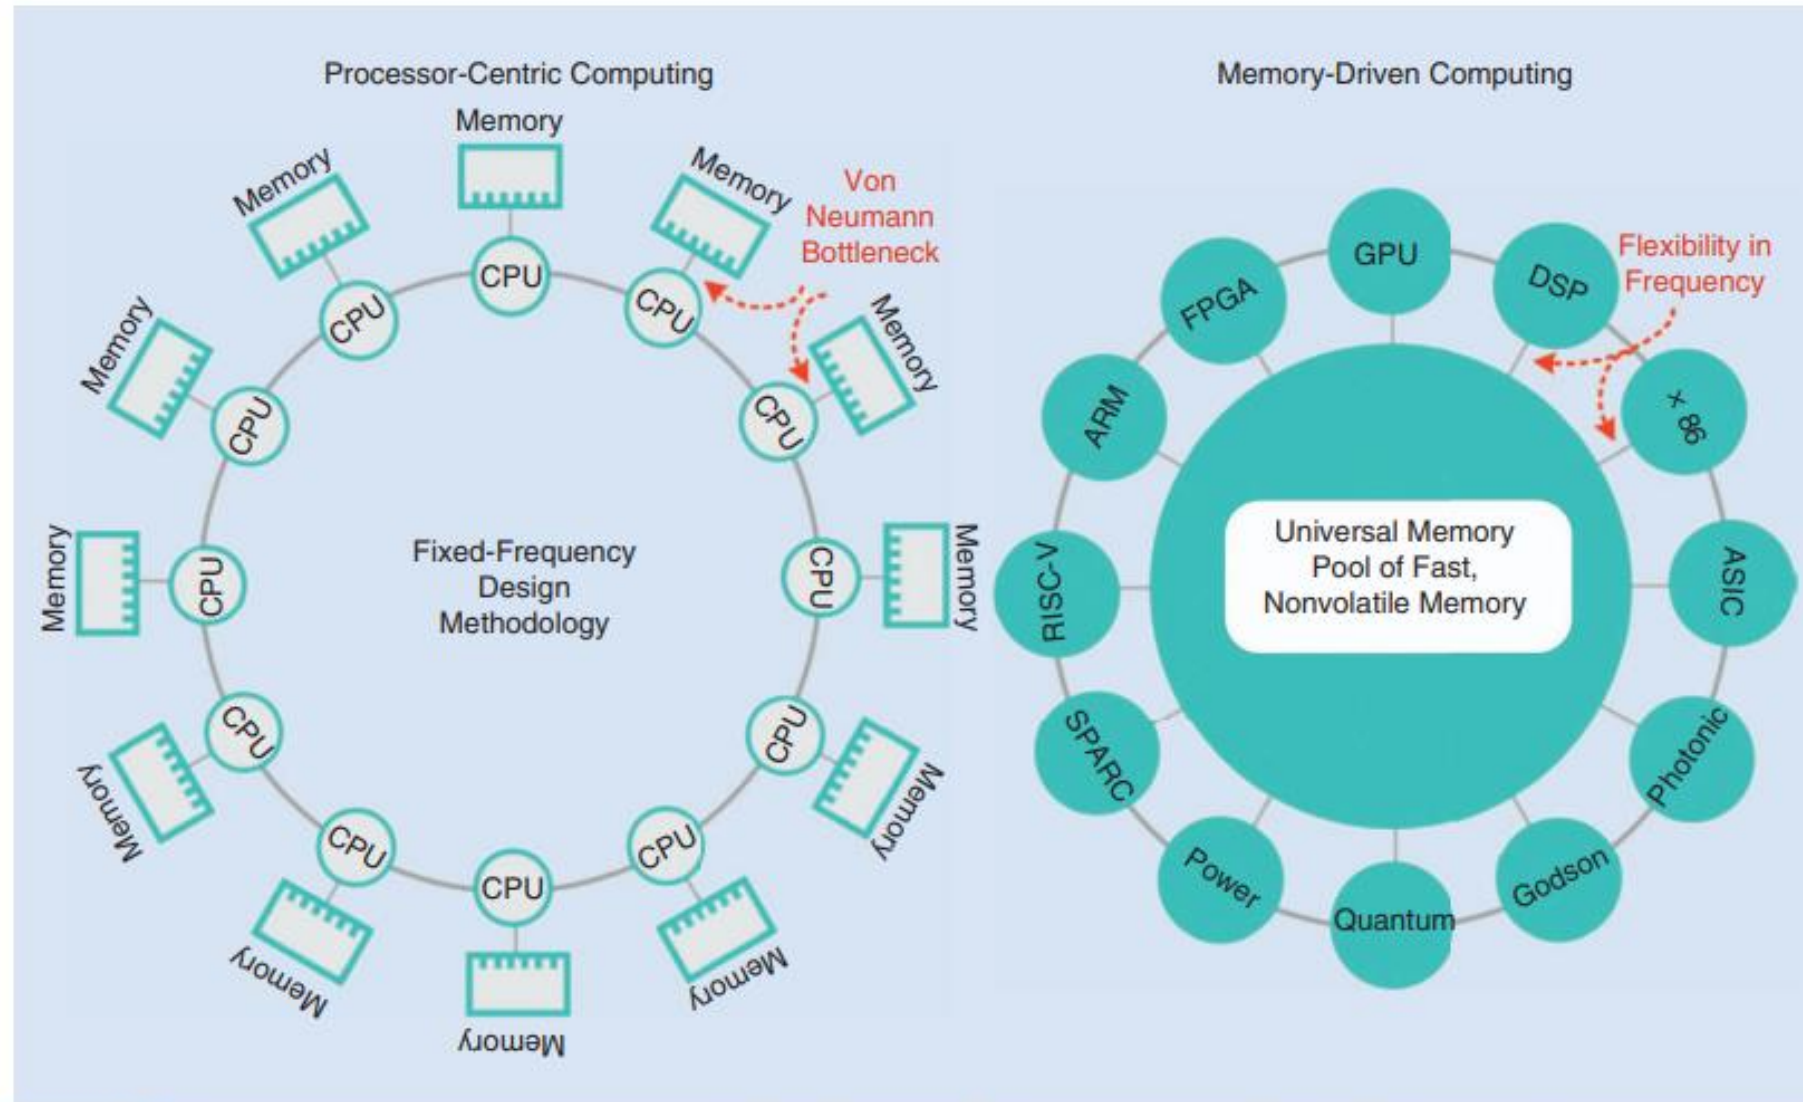 Processor-Centric Computing
Memory
Memory
Memory
Memory
Memory
Memory
Memory
Memory
Memory
Memory
Memory
Memory
CPU
CPU
CPU
CPU
CPU
CPU
CPU
CPU
CPU
CPU
CPU
CPU
Von
Neumann
Bottleneck
Fixed-Frequency
Design
Methodology
Memory-Driven Computing
GPU
DSP
× 86
ASIC
Photonic
Godson
Quantum
Power
SPARC
RISC-V
ARM
FPGA
Flexibility in
Frequency
Universal Memory
Pool of Fast,
Nonvolatile Memory